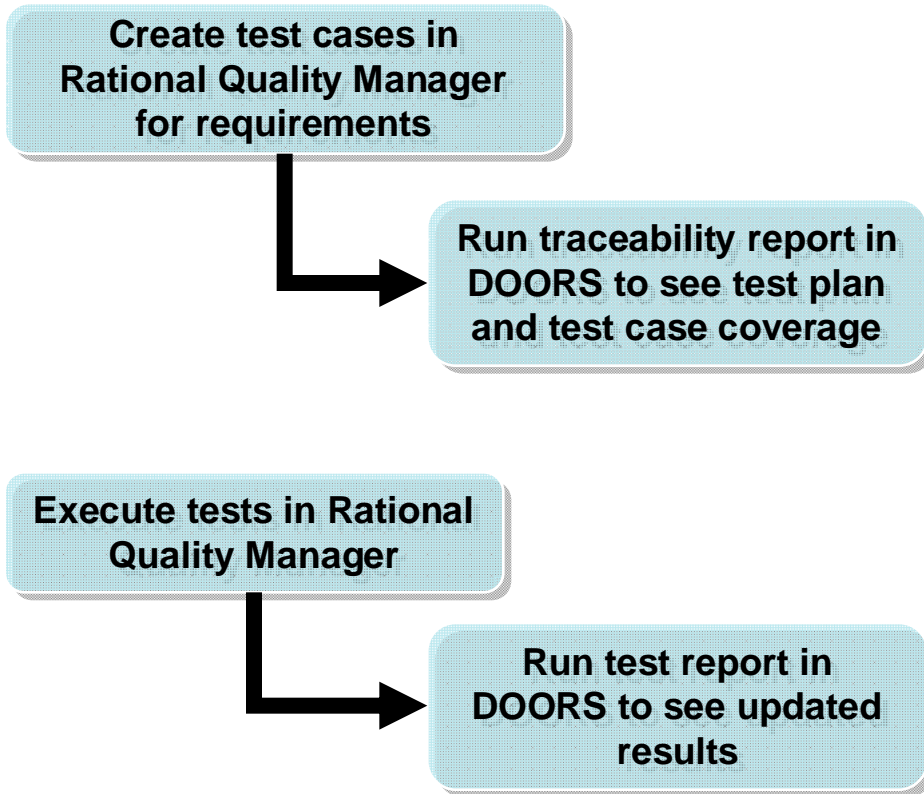 Create test cases in
Rational Quality Manager
for requirements
Run traceability report in
DOORS to see test plan
and test case coverage
Execute tests in Rational
Quality Manager
Run test report in
DOORS to see updated
results